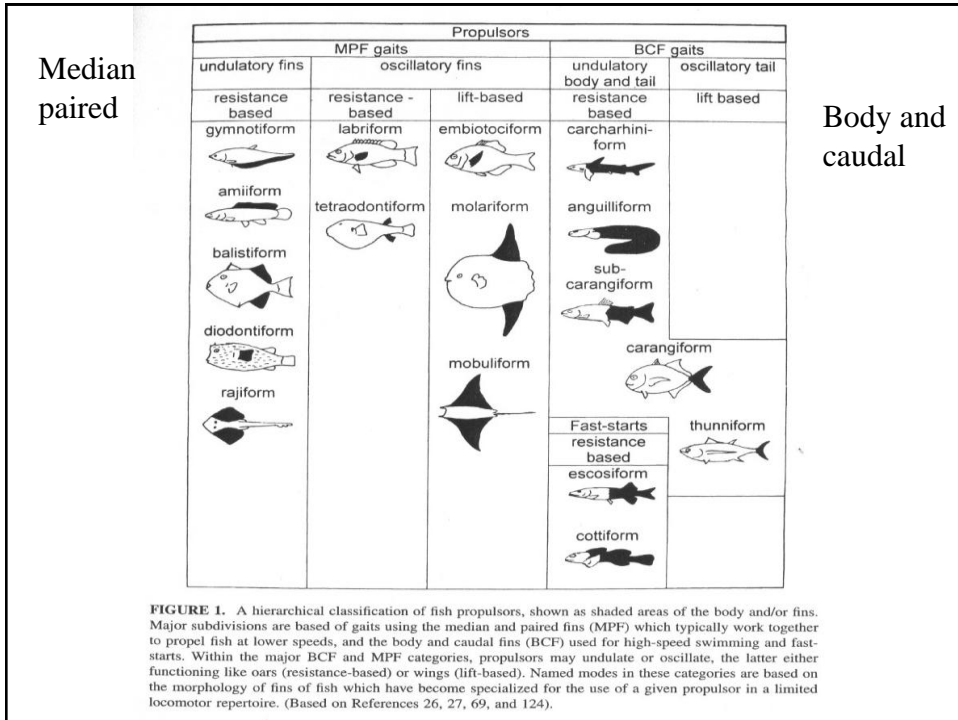 Median
paired
Body and
caudal
Propulsors
MPF gaits
BCF gaits
undulatory fins
oscillatory fins
undulatory
body and tail
oscillatory tail
resistance
based
resistance -
based
lift-based
resistance
based
lift based
gymnotiform
amiiform
balistiform
diodontiform
rajiform
labriform
tetraodontiform
embiotociform
molariform
mobuliform
carcharhini-
form
anguilliform
sub-
carangiform
carangiform
Fast-starts
resistance
based
escosiform
cottiform
thunniform
FIGURE 1. A hierarchical classification of fish propulsors, shown as shaded areas of the body and/or fins.
Major subdivisions are based of gaits using the median and paired fins (MPF) which typically work together
to propel fish at lower speeds, and the body and caudal fins (BCF) used for high-speed swimming and fast-
starts. Within the major BCF and MPF categories, propulsors may undulate or oscillate, the latter either
functioning like oars (resistance-based) or wings (lift-based). Named modes in these categories are based on
the morphology of fins of fish which have become specialized for the use of a given propulsor in a limited
locomotor repertoire. (Based on References 26, 27, 69, and 124).